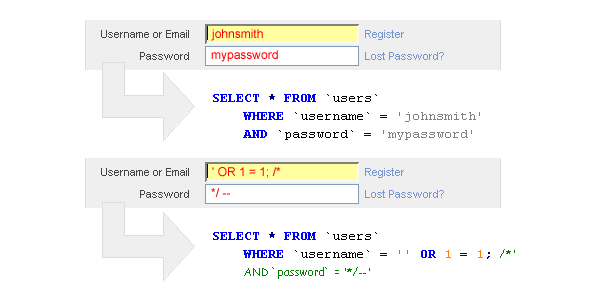 Username or Email johnsmith Register
Password mypassword Lost Password?
SELECT * FROM `users`
WHERE `username` = 'johnsmith'
AND `password` = 'mypassword'
Username or Email ' OR 1 = 1; /* Register
Password */ -- Lost Password?
SELECT * FROM `users`
WHERE `username` = '' OR 1 = 1; /*'
AND `password` = '*/--'